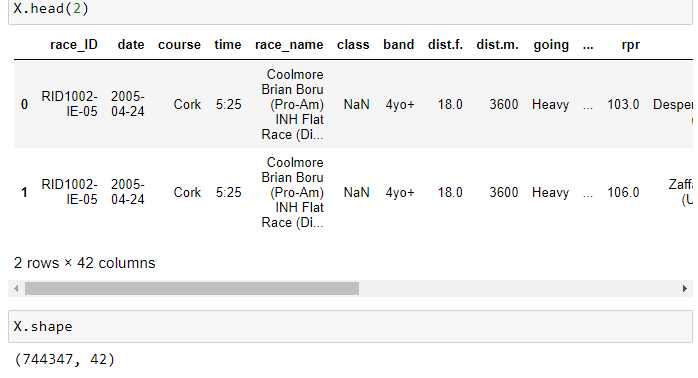 X.head(2)
race_ID date course time race_name class band dist.f. dist.m. going ... rpr
Coolmore
Brian Boru
0 RID1002-IE-05 2005-04-24 Cork 5:25 (Pro-Am) NaN 4yo+ 18.0 3600 Heavy ... 103.0 Desper
INH Flat
Race (Di...
Coolmore
Brian Boru
1 RID1002-IE-05 2005-04-24 Cork 5:25 (Pro-Am) NaN 4yo+ 18.0 3600 Heavy ... 106.0 Zaffa
(U
INH Flat
Race (Di...
2 rows × 42 columns
X.shape
(744347, 42)